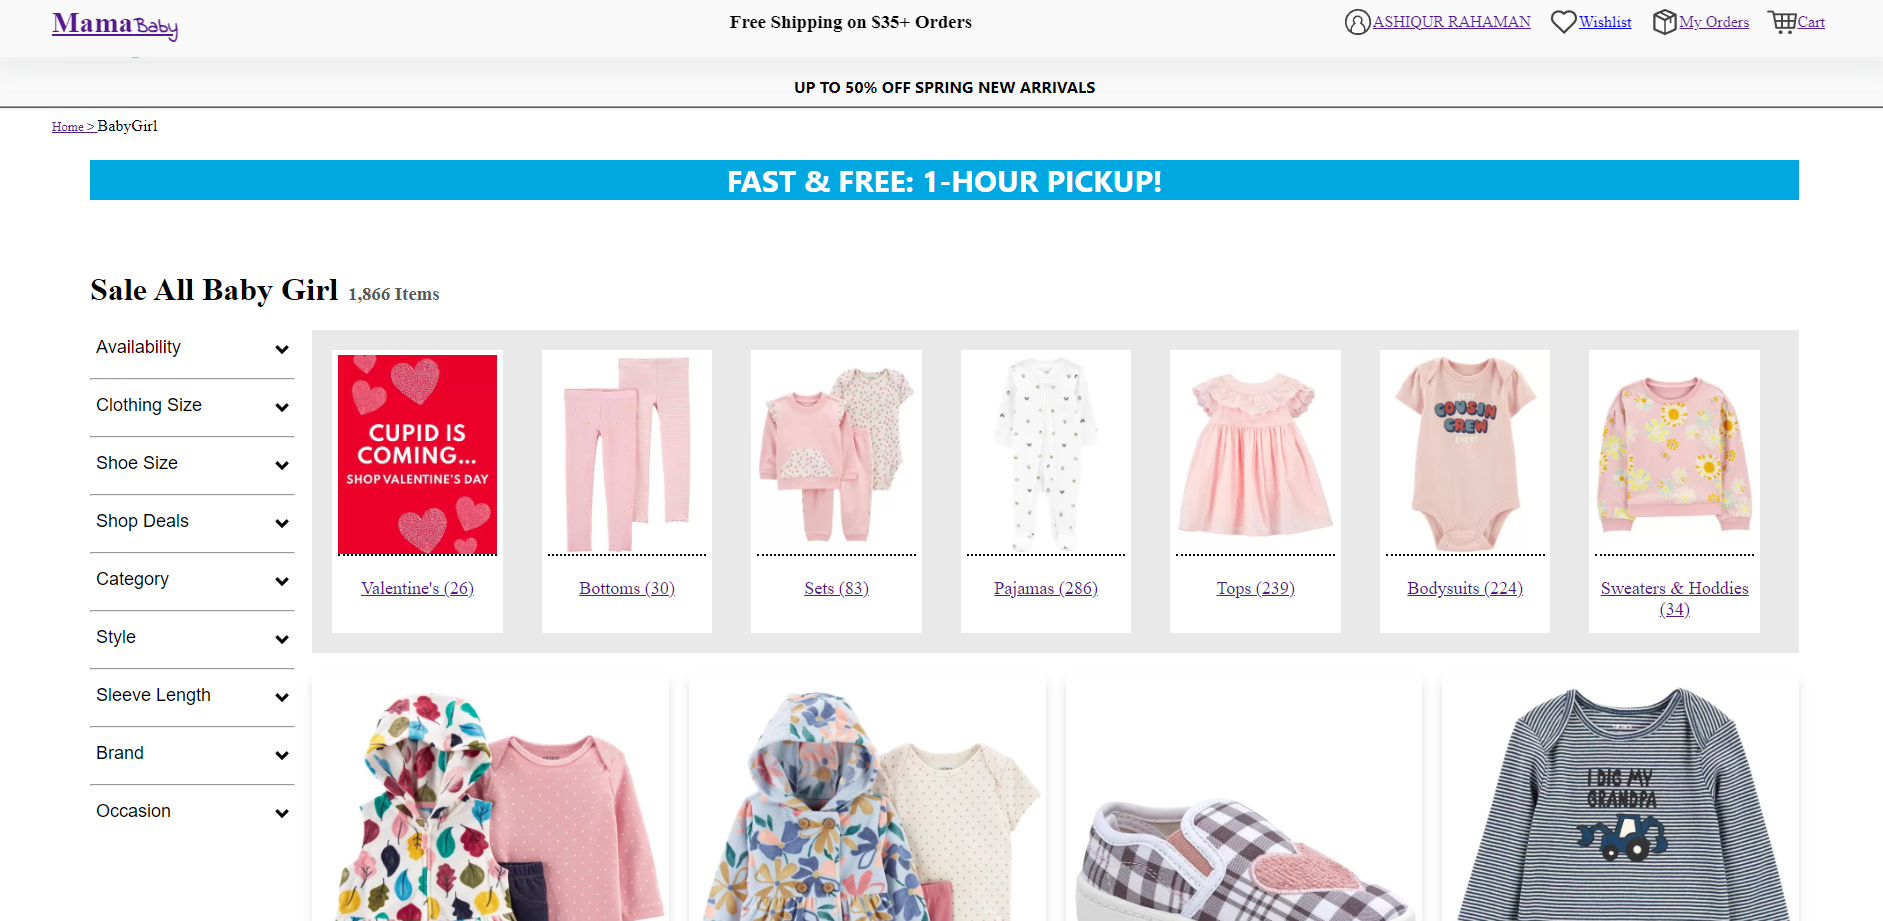 MamaBaby
Free Shipping on $35+ Orders
ASHIQUR RAHAMAN
Wishlist
My Orders
Cart
UP TO 50% OFF SPRING NEW ARRIVALS
Home > BabyGirl
FAST & FREE: 1-HOUR PICKUP!
Sale All Baby Girl 1,866 Items
Availability
Clothing Size
Shoe Size
Shop Deals
Category
Style
Sleeve Length
Brand
Occasion
CUPID IS
COMING...
SHOP VALENTINE'S DAY
Valentine's (26)
Bottoms (30)
Sets (83)
Pajamas (286)
Tops (239)
COUSIN
CREW
Bodysuits (224)
Sweaters & Hoddies
(34)
I DIG MY
GRANDPA